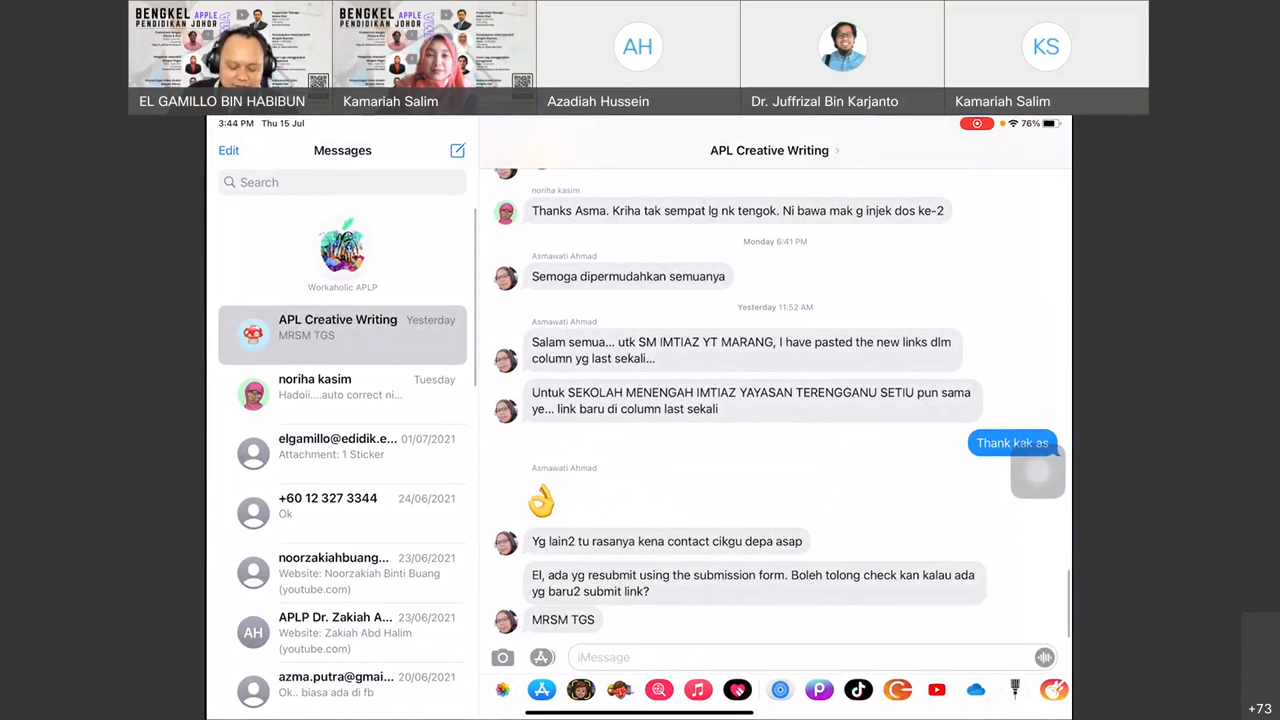 BENGKEL APPLE
PENDIDIKAN JOHOR
BENGKEL APPLE
PENDIDIKAN JOHOR
AH
KS
EL GAMILLO BIN HABIBUN
Kamariah Salim
Azadiah Hussein
Dr. Juffrizal Bin Karjanto
Kamariah Salim
3:44 PM Thu 15 Jul
76%
Edit
Messages
Search
Workaholic APLP
APL Creative Writing
Yesterday
MRSM TGS
noriha kasim
Tuesday
Hadoii....auto correct ni...
elgamillo@edidik.e...
01/07/2021
Attachment: 1 Sticker
+60 12 327 3344
24/06/2021
Ok
noorzakiahbuang...
23/06/2021
Website: Noorzakiah Binti Buang
(youtube.com)
AH
APLP Dr. Zakiah A...
23/06/2021
Website: Zakiah Abd Halim
(youtube.com)
azma.putra@gmai...
20/06/2021
Ok.. biasa ada di fb
APL Creative Writing
noriha kasim
Thanks Asma. Kriha tak sempat lg nk tengok. Ni bawa mak g injek dos ke-2
Monday 6:41 PM
Asmawati Ahmad
Semoga dipermudahkan semuanya
Yesterday 11:52 AM
Asmawati Ahmad
Salam semua... utk SM IMTIAZ YT MARANG, I have pasted the new links dlm
column yg last sekali...
Untuk SEKOLAH MENENGAH IMTIAZ YAYASAN TERENGGANU SETIU pun sama
ye... link baru di column last sekali
Thank kak as
Asmawati Ahmad
👌
Yg lain2 tu rasanya kena contact cikgu depa asap
El, ada yg resubmit using the submission form. Boleh tolong check kan kalau ada
yg baru2 submit link?
MRSM TGS
iMessage
+73